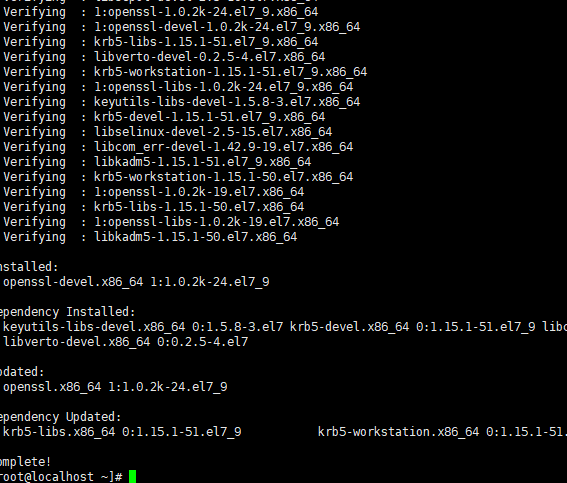 Verifying : 1:openssl-1.0.2k-24.el7_9.x86_64
Verifying : 1:openssl-devel-1.0.2k-24.el7_9.x86_64
Verifying : krb5-libs-1.15.1-51.el7_9.x86_64
Verifying : libverto-devel-0.2.5-4.el7.x86_64
Verifying : krb5-workstation-1.15.1-51.el7_9.x86_64
Verifying : 1:openssl-libs-1.0.2k-24.el7_9.x86_64
Verifying : keyutils-libs-devel-1.5.8-3.el7.x86_64
Verifying : krb5-devel-1.15.1-51.el7_9.x86_64
Verifying : libselinux-devel-2.5-15.el7.x86_64
Verifying : libcom_err-devel-1.42.9-19.el7.x86_64
Verifying : libkadm5-1.15.1-51.el7_9.x86_64
Verifying : krb5-workstation-1.15.1-50.el7.x86_64
Verifying : 1:openssl-1.0.2k-19.el7.x86_64
Verifying : krb5-libs-1.15.1-50.el7.x86_64
Verifying : 1:openssl-libs-1.0.2k-19.el7.x86_64
Verifying : libkadm5-1.15.1-50.el7.x86_64
nstalled:
openssl-devel.x86_64 1:1.0.2k-24.el7_9
ependency Installed:
keyutils-libs-devel.x86_64 0:1.5.8-3.el7 krb5-devel.x86_64 0:1.15.1-51.el7_9 libc
libverto-devel.x86_64 0:0.2.5-4.el7
pdated:
openssl.x86_64 1:1.0.2k-24.el7_9
ependency Updated:
krb5-libs.x86_64 0:1.15.1-51.el7_9 krb5-workstation.x86_64 0:1.15.1-51.
omplete!
root@localhost ~]#